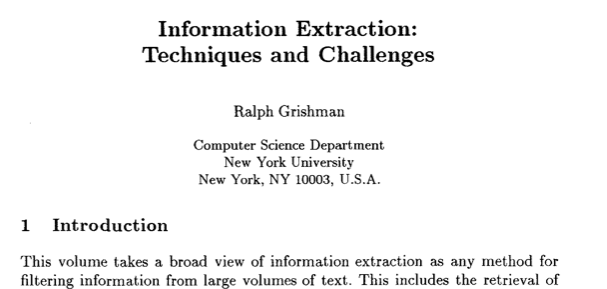 Information Extraction:
Techniques and Challenges
Ralph Grishman
Computer Science Department
New York University
New York, NY 10003, U.S.A.
1 Introduction
This volume takes a broad view of information extraction as any method for
filtering information from large volumes of text. This includes the retrieval of